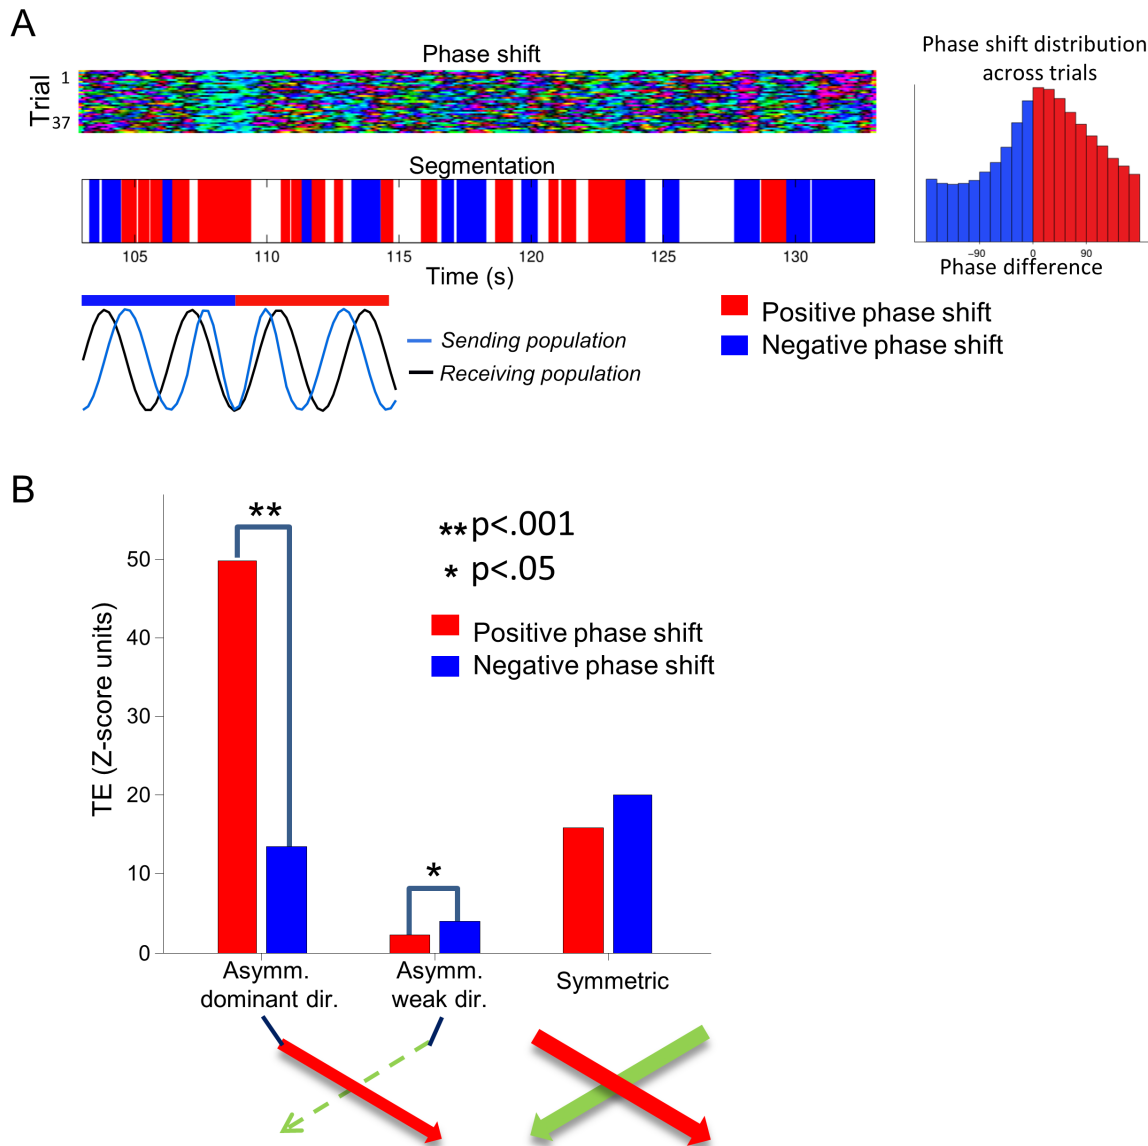 A
Phase shift
Trial
1
37
Phase shift distribution
across trials
-90
0
90
Phase difference
Segmentation
105
110
115
120
125
130
Time (s)
Sending population
Receiving population
Positive phase shift
Negative phase shift
B
TE (Z-score units)
50
40
30
20
10
0
**
*
**p<.001
* p<.05
Positive phase shift
Negative phase shift
Asymm.
dominant dir.
Asymm.
weak dir.
Symmetric